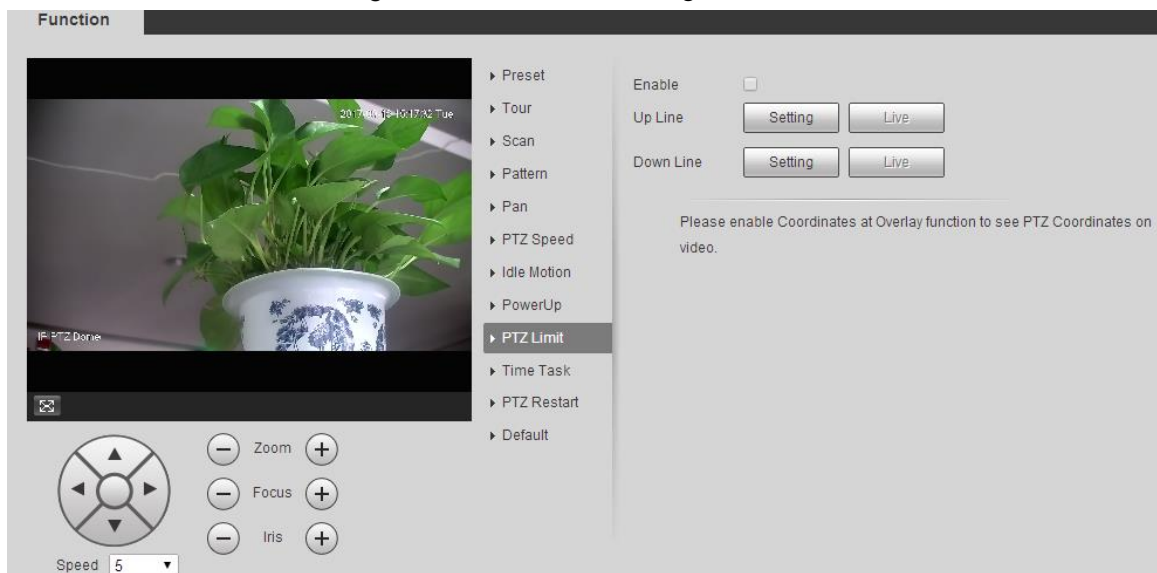 Function
Tue
PTZ Dome
Zoom
Focus
Iris
Speed 5
Preset
Tour
Scan
Pattern
Pan
PTZ Speed
Idle Motion
PowerUp
PTZ Limit
Time Task
PTZ Restart
Default
Enable
Up Line Setting Live
Down Line Setting Live
Please enable Coordinates at Overlay function to see PTZ Coordinates on
video.